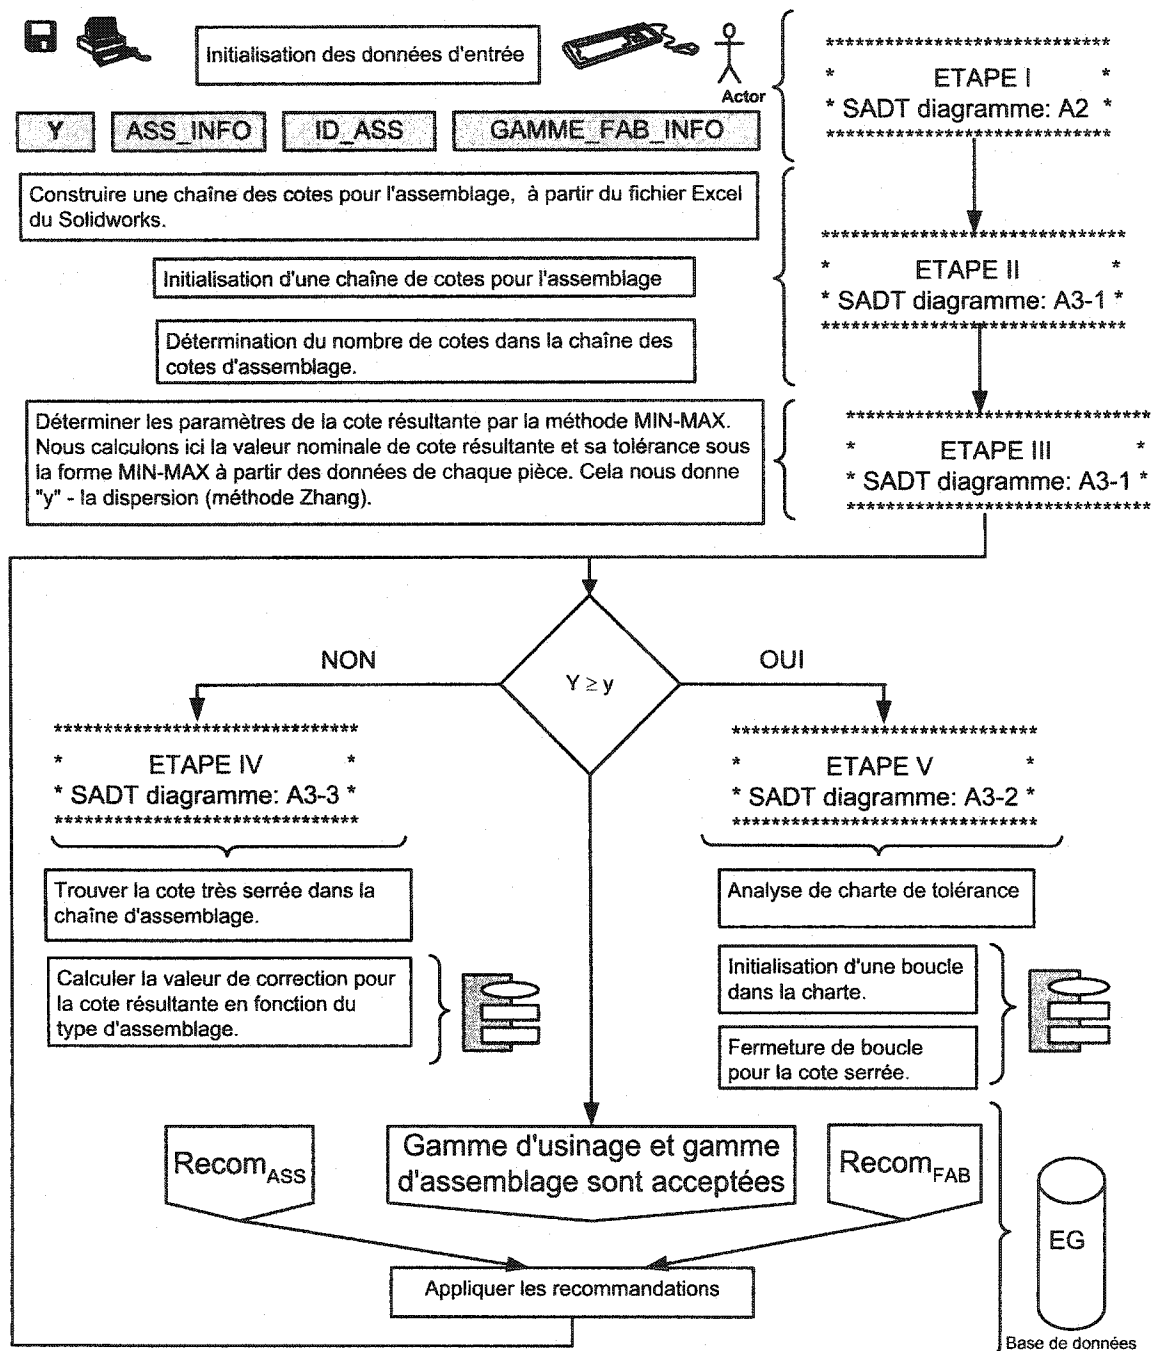 Initialisation des données d'entrée
Actor
Y
ASS_INFO
ID_ASS
GAMME_FAB_INFO
******************************
* ETAPE I *
* SADT diagramme: A2 *
******************************
Construire une chaîne des cotes pour l'assemblage, à partir du fichier Excel
du Solidworks.
Initialisation d'une chaîne de cotes pour l'assemblage
Détermination du nombre de cotes dans la chaîne des
cotes d'assemblage.
********************************
* ETAPE II *
* SADT diagramme: A3-1 *
********************************
Déterminer les paramètres de la cote résultante par la méthode MIN-MAX.
Nous calculons ici la valeur nominale de cote résultante et sa tolérance sous
la forme MIN-MAX à partir des données de chaque pièce. Cela nous donne
"y" - la dispersion (méthode Zhang).
********************************
* ETAPE III *
* SADT diagramme: A3-1 *
********************************
NON
Y ≥ y
OUI
********************************
* ETAPE IV *
* SADT diagramme: A3-3 *
********************************
********************************
* ETAPE V *
* SADT diagramme: A3-2 *
********************************
Trouver la cote très serrée dans la
chaîne d'assemblage.
Calculer la valeur de correction pour
la cote résultante en fonction du
type d'assemblage.
Analyse de charte de tolérance
Initialisation d'une boucle
dans la charte.
Fermeture de boucle
pour la cote serrée.
Recom ASS
Gamme d'usinage et gamme
d'assemblage sont acceptées
Recom FAB
EG
Appliquer les recommandations
Base de données